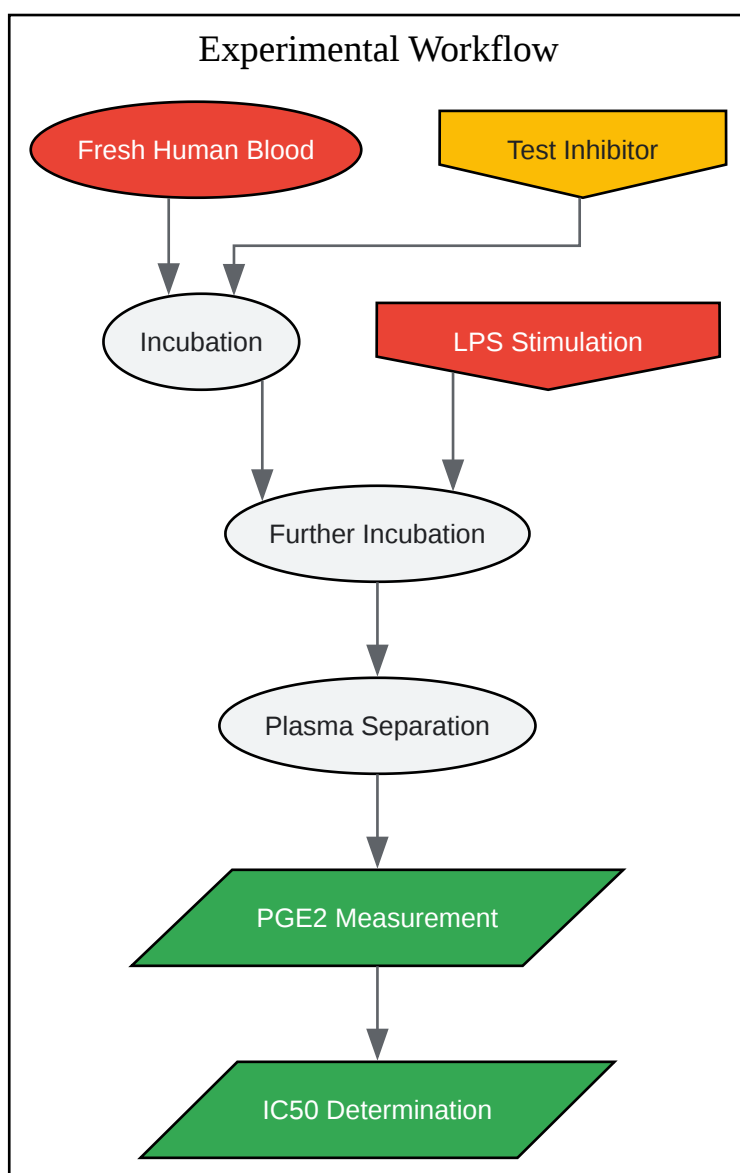 Experimental Workflow
Fresh Human Blood
Test Inhibitor
Incubation
LPS Stimulation
Further Incubation
Plasma Separation
PGE2 Measurement
IC50 Determination